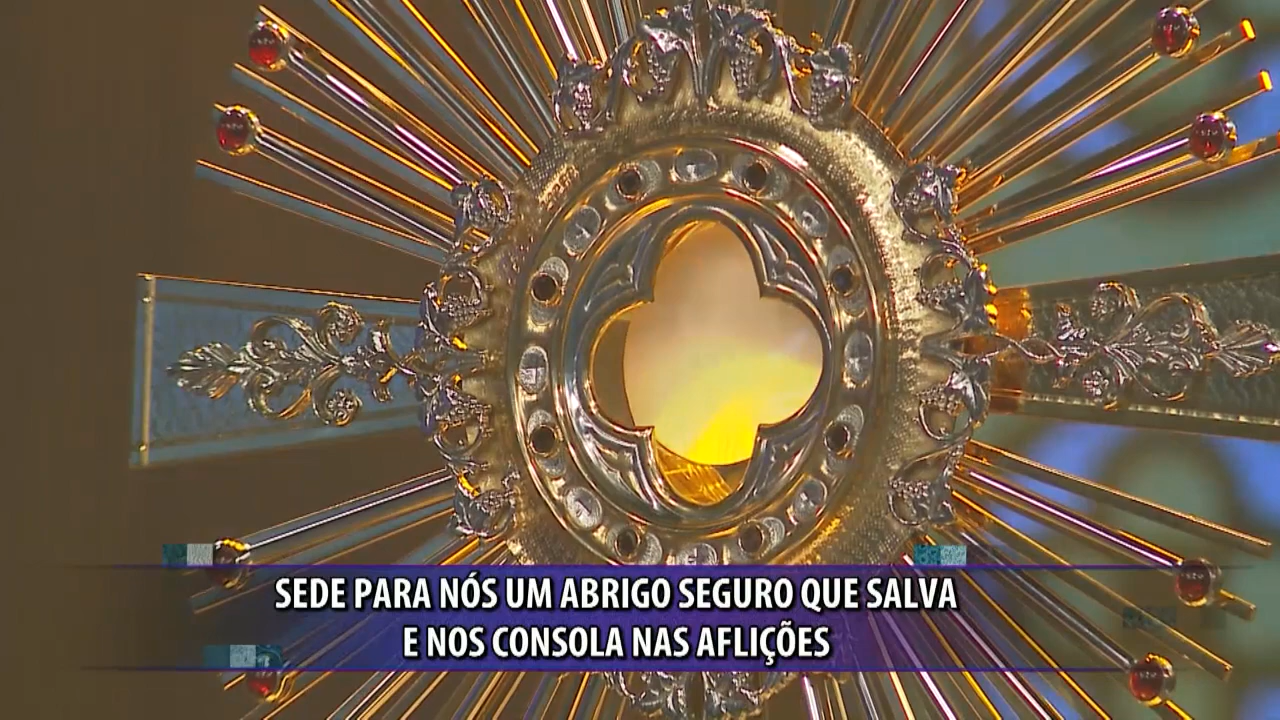 SEDE PARA NÓS UM ABRIGO SEGURO QUE SALVA
E NOS CONSOLA NAS AFLIÇÕES